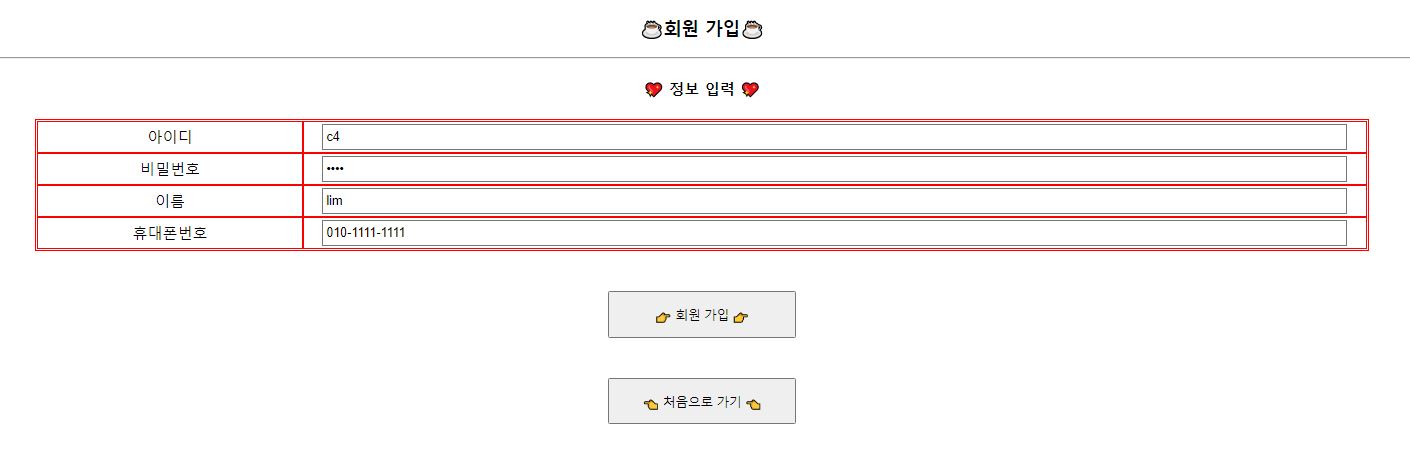 ☕회원 가입☕
💖 정보 입력 💖
아이디 c4
비밀번호 ••••
이름 lim
휴대폰번호 010-1111-1111
👉 회원 가입 👉
👈 처음으로 가기 👈